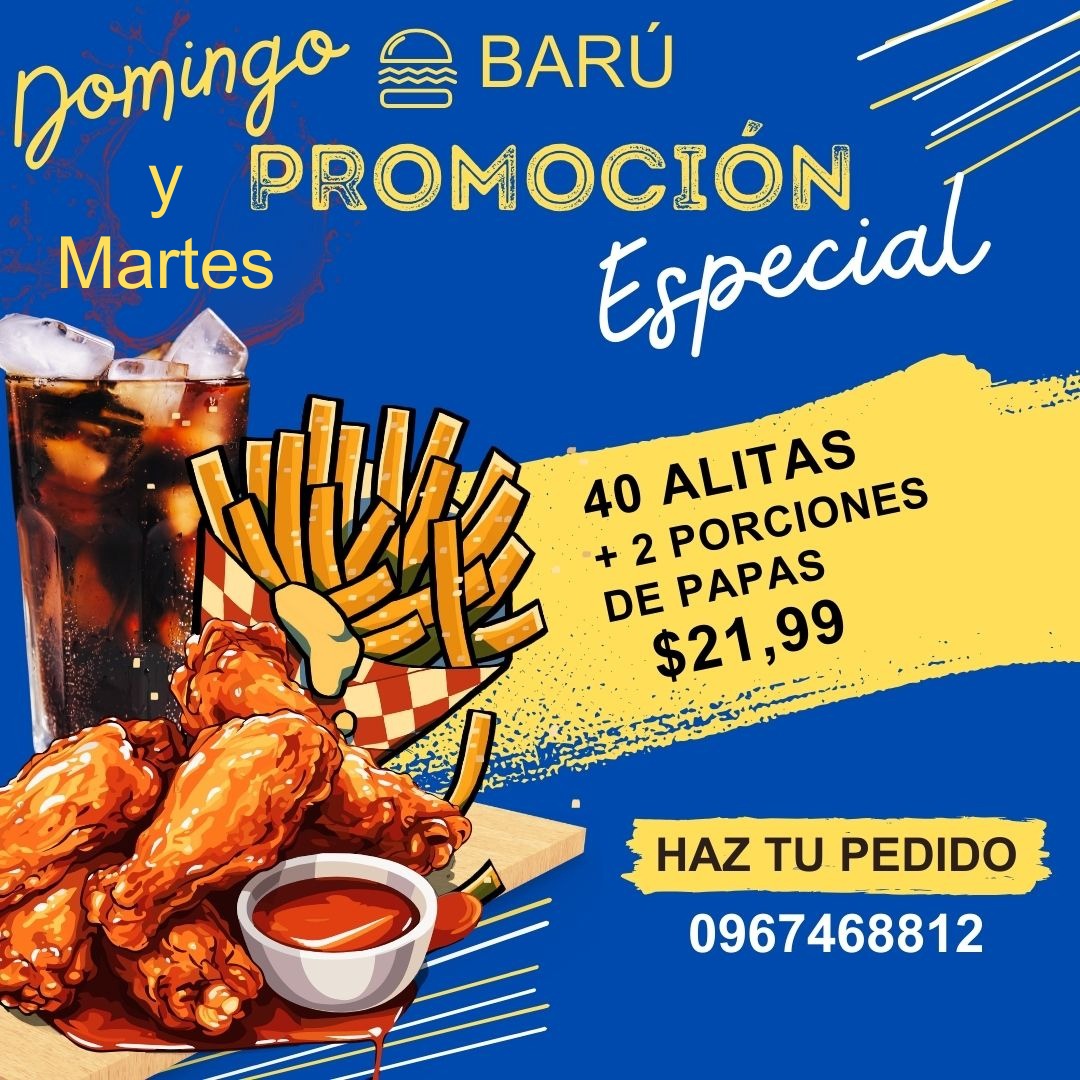 Domingo
y
Martes
BARÚ
PROMOCIÓN
Especial
40 ALITAS
+ 2 PORCIONES
DE PAPAS
$21,99
HAZ TU PEDIDO
0967468812